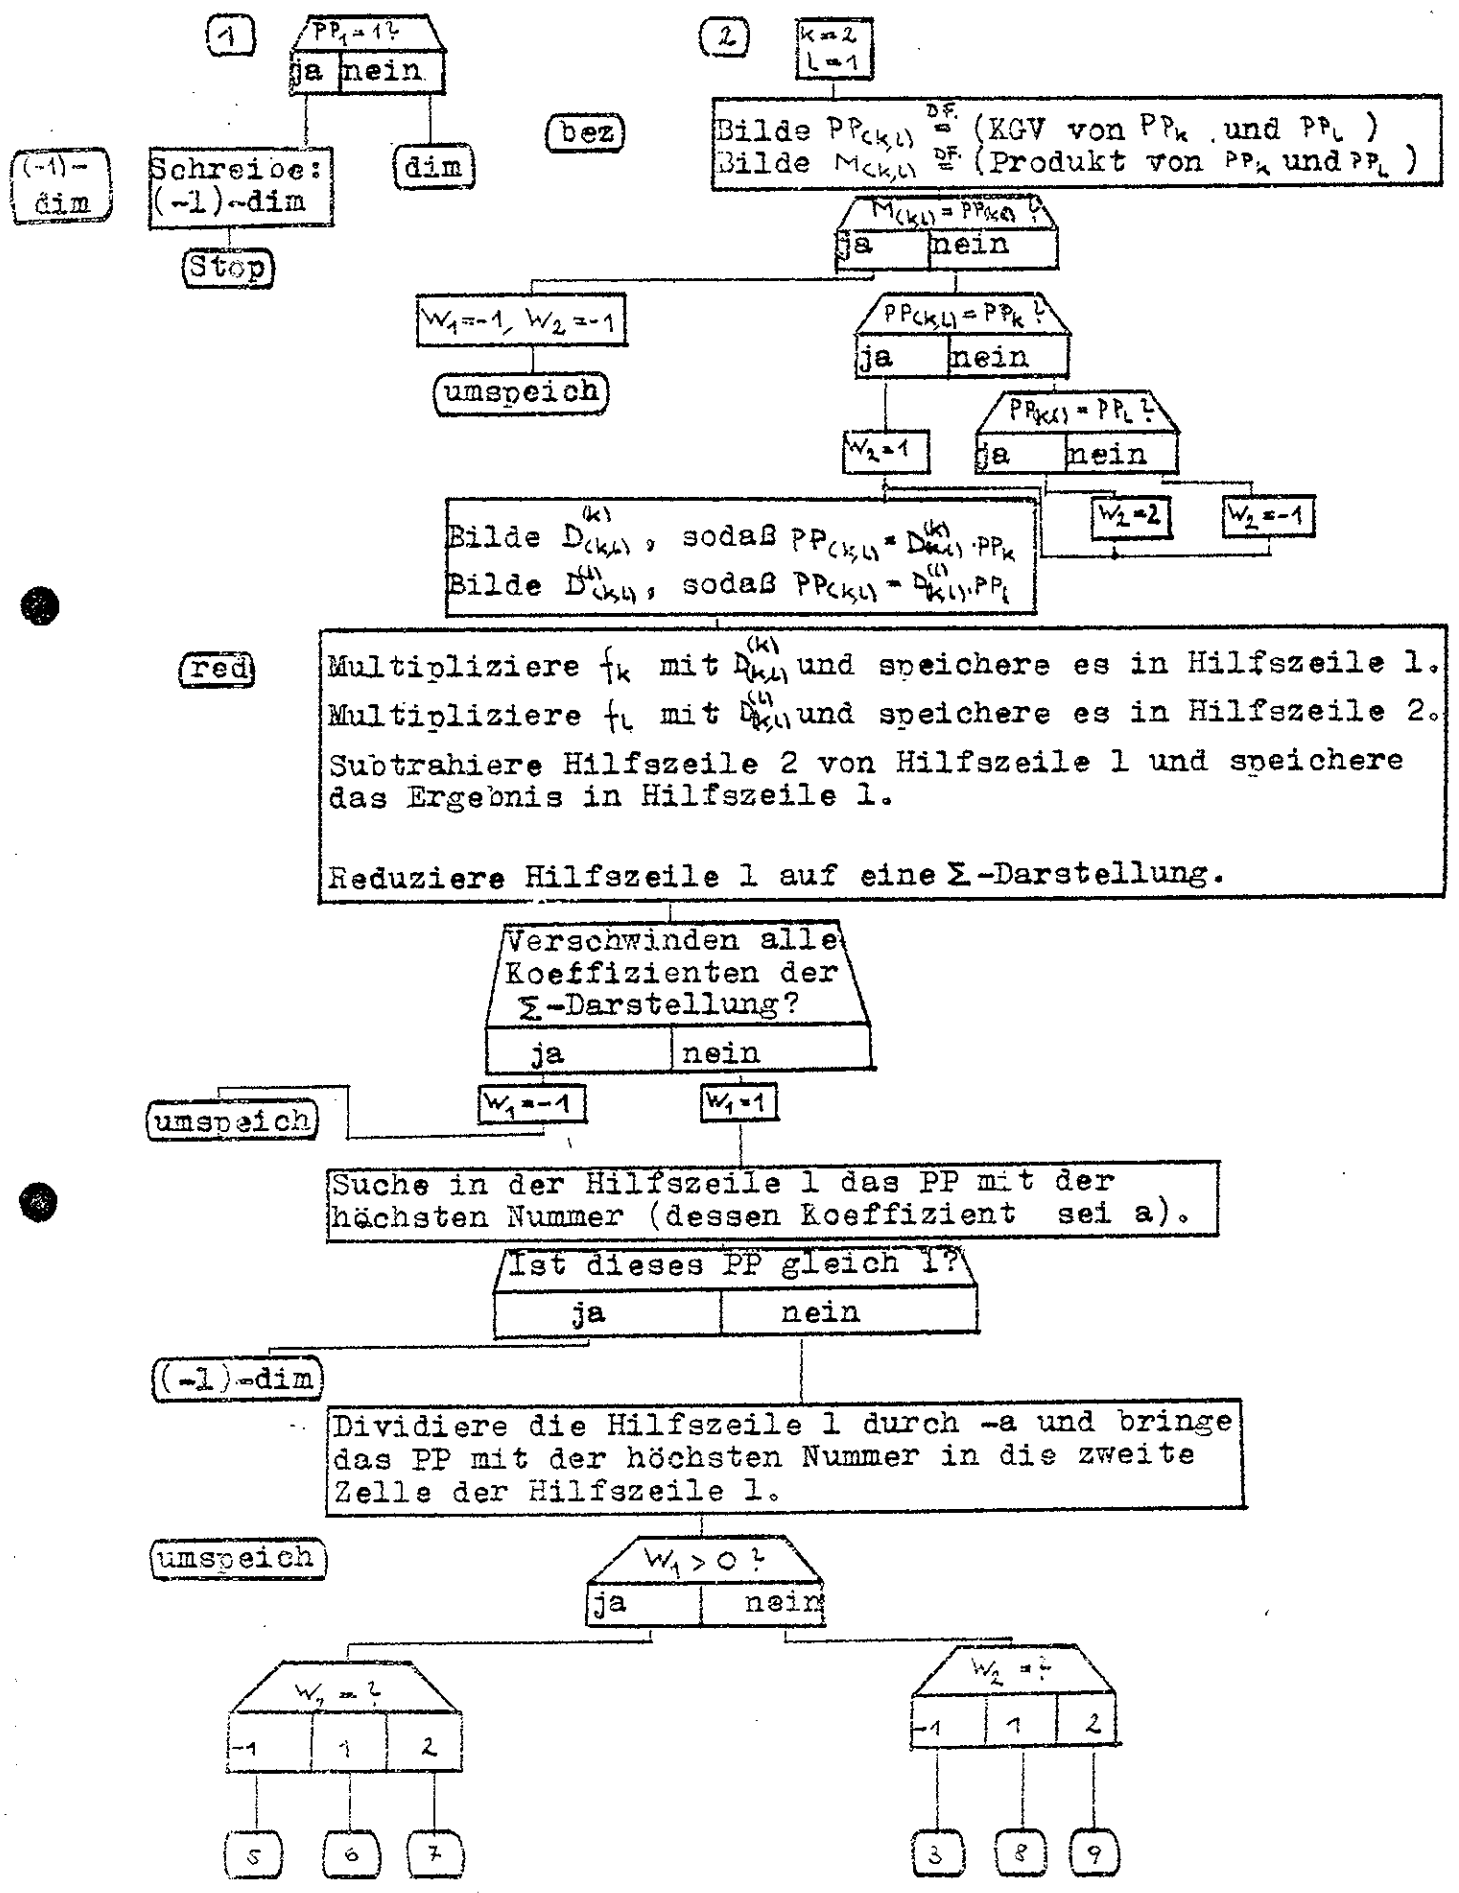 1
PP₁=1?
ja nein
(-1)-
dim
Schreibe:
(-1)-dim
dim
Stop
2
k=2
L=1
bez
Bilde PP(k,L) =DF. (KGV von PPk und PPL )
Bilde M(k,L) =DF. (Produkt von PPk und PPL )
M(k,L) = PP(k,L) ?
ja nein
W₁=-1, W₂=-1
umspeich
PP(k,L) = PPk ?
ja nein
PP(k,L) = PPL ?
ja nein
W₂=1
W₂=2
W₂=-1
Bilde D(k,L)^(k) , sodaß PP(k,L) = D(k,L)^(k) · PPk
Bilde D(k,L)^(L) , sodaß PP(k,L) = D(k,L)^(L) · PPL
red
Multipliziere fk mit D(k,L)^(k) und speichere es in Hilfszeile 1.
Multipliziere fL mit D(k,L)^(L) und speichere es in Hilfszeile 2.
Subtrahiere Hilfszeile 2 von Hilfszeile 1 und speichere
das Ergebnis in Hilfszeile 1.
Reduziere Hilfszeile 1 auf eine Σ-Darstellung.
Verschwinden alle
Koeffizienten der
Σ-Darstellung?
ja nein
W₁=-1
W₁=1
umspeich
Suche in der Hilfszeile 1 das PP mit der
höchsten Nummer (dessen Koeffizient sei a).
Ist dieses PP gleich 1?
ja nein
(-1)-dim
Dividiere die Hilfszeile 1 durch -a und bringe
das PP mit der höchsten Nummer in die zweite
Zelle der Hilfszeile 1.
umspeich
W₁ > 0 ?
ja nein
W₂ = ?
-1 1 2
5 6 7
W₂ = ?
-1 1 2
3 8 9